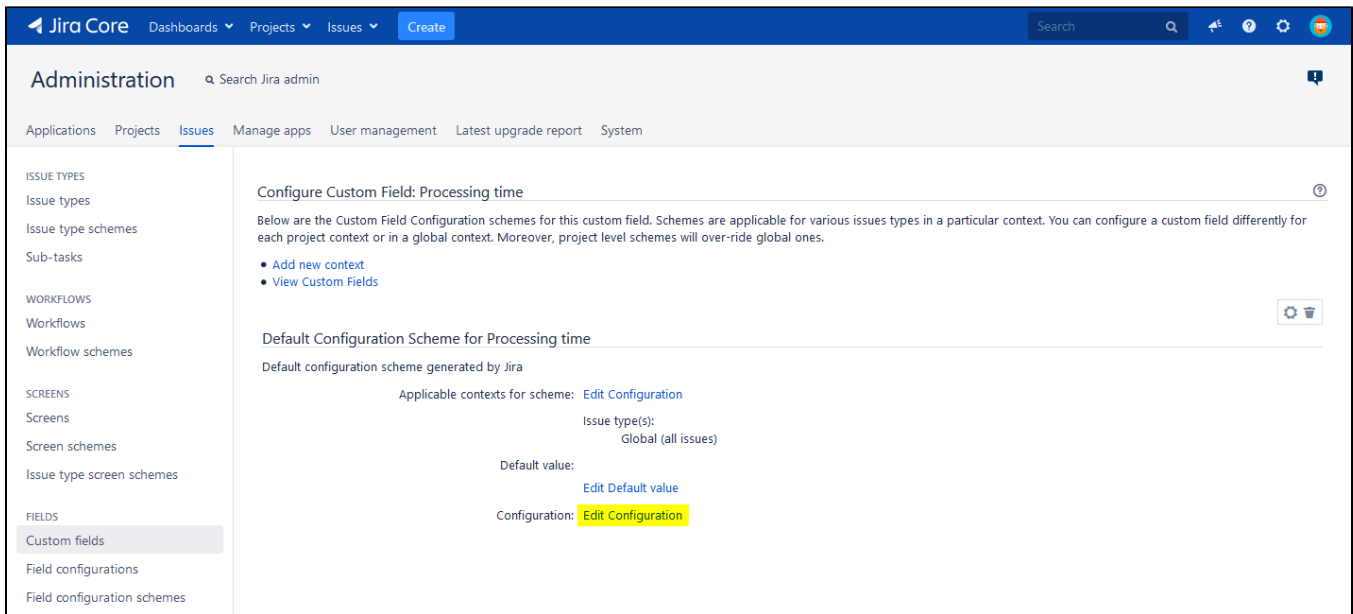 Jira Core Dashboards Projects Issues Create Search
Administration Search Jira admin
Applications Projects Issues Manage apps User management Latest upgrade report System
ISSUE TYPES
Issue types
Issue type schemes
Sub-tasks
WORKFLOWS
Workflows
Workflow schemes
SCREENS
Screens
Screen schemes
Issue type screen schemes
FIELDS
Custom fields
Field configurations
Field configuration schemes
Configure Custom Field: Processing time
Below are the Custom Field Configuration schemes for this custom field. Schemes are applicable for various issues types in a particular context. You can configure a custom field differently for
each project context or in a global context. Moreover, project level schemes will over-ride global ones.
• Add new context
• View Custom Fields
Default Configuration Scheme for Processing time
Default configuration scheme generated by Jira
Applicable contexts for scheme: Edit Configuration
Issue type(s):
Global (all issues)
Default value:
Edit Default value
Configuration: Edit Configuration